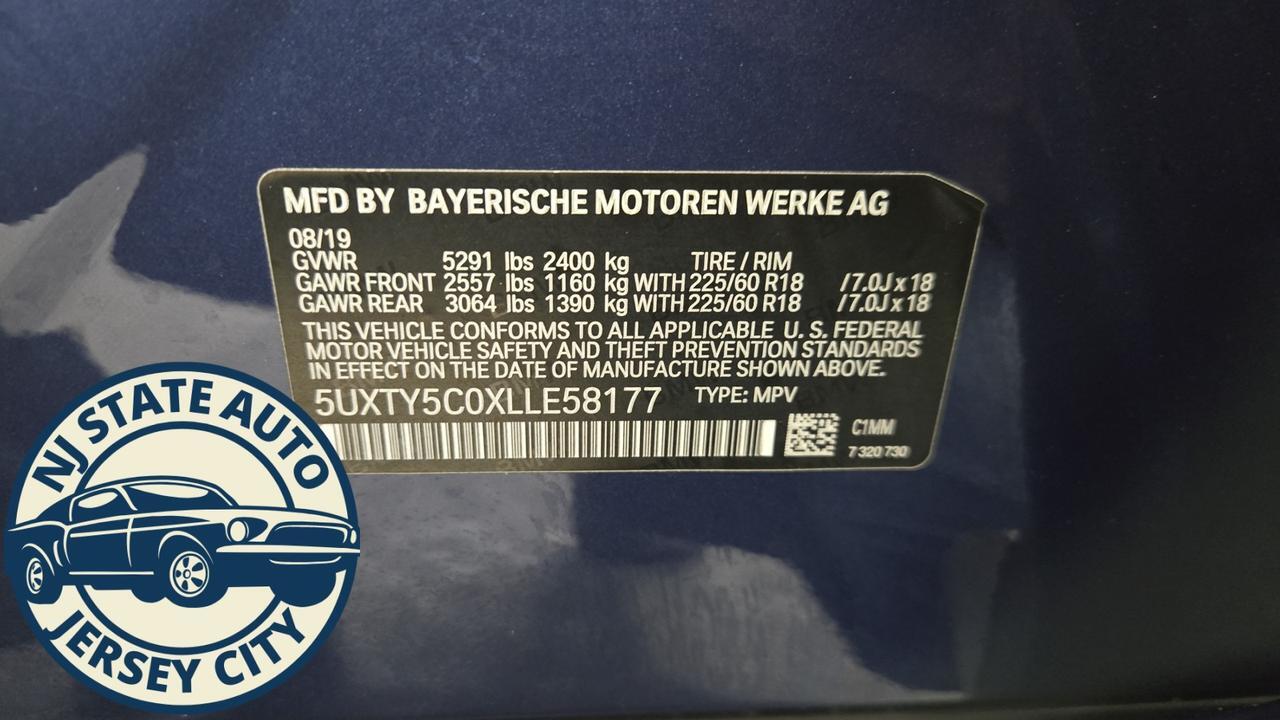 MFD BY BAYERISCHE MOTOREN WERKE AG
08/19
GVWR 5291 lbs 2400 kg TIRE / RIM
GAWR FRONT 2557 lbs 1160 kg WITH 225/60 R18 /7.0J x 18
GAWR REAR 3064 lbs 1390 kg WITH 225/60 R18 /7.0J x 18
THIS VEHICLE CONFORMS TO ALL APPLICABLE U. S. FEDERAL
MOTOR VEHICLE SAFETY AND THEFT PREVENTION STANDARDS
IN EFFECT ON THE DATE OF MANUFACTURE SHOWN ABOVE.
5UXTY5C0XLLE58177 TYPE: MPV
C1MM
7 320 730
NJ STATE AUTO
JERSEY CITY